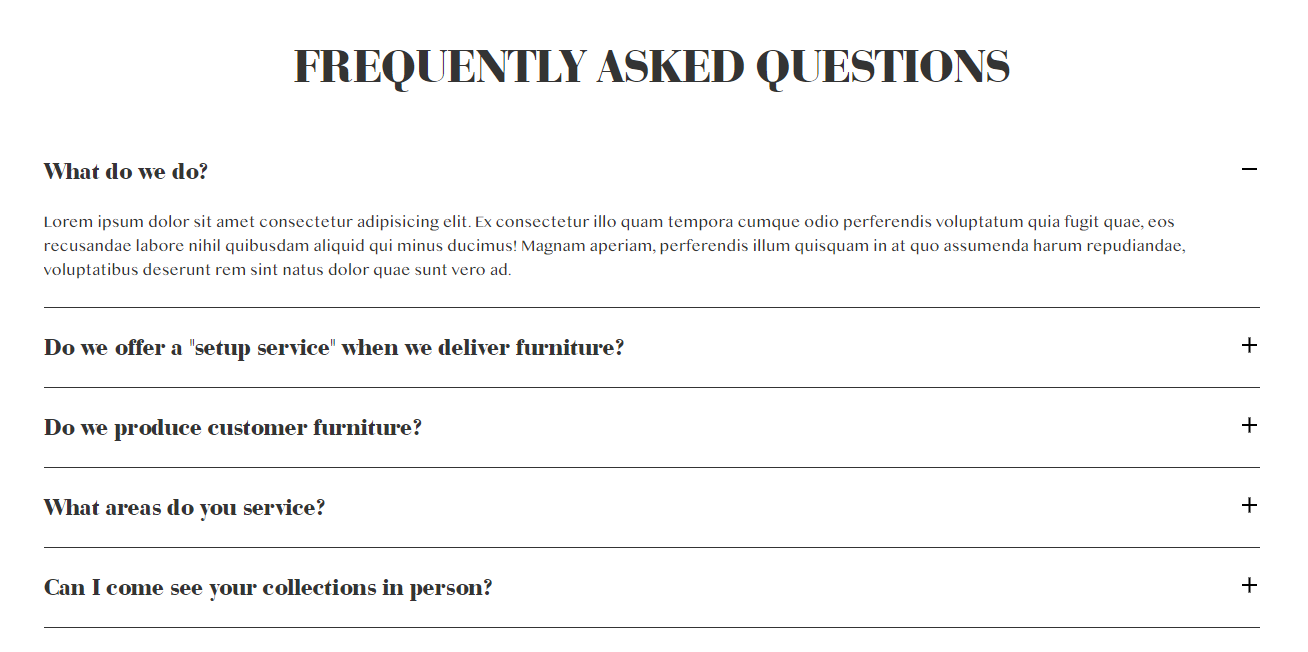 FREQUENTLY ASKED QUESTIONS
What do we do?
Lorem ipsum dolor sit amet consectetur adipisicing elit. Ex consectetur illo quam tempora cumque odio perferendis voluptatum quia fugit quae, eos
recusandae labore nihil quibusdam aliquid qui minus ducimus! Magnam aperiam, perferendis illum quisquam in at quo assumenda harum repudiandae,
voluptatibus deserunt rem sint natus dolor quae sunt vero ad.
Do we offer a "setup service" when we deliver furniture?
Do we produce customer furniture?
What areas do you service?
Can I come see your collections in person?